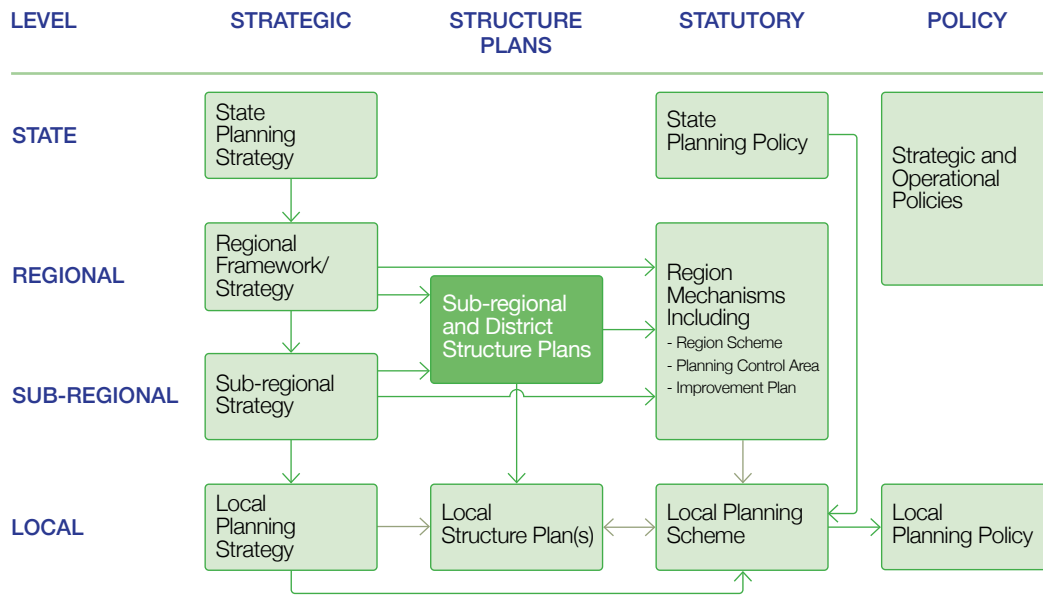 LEVEL
STRATEGIC
STRUCTURE
PLANS
STATUTORY
POLICY
STATE
State
Planning
Strategy
State
Planning Policy
Strategic and
Operational
Policies
REGIONAL
Regional
Framework/
Strategy
Sub-regional
and District
Structure Plans
Region
Mechanisms
Including
- Region Scheme
- Planning Control Area
- Improvement Plan
SUB-REGIONAL
Sub-regional
Strategy
LOCAL
Local
Planning
Strategy
Local
Structure Plan(s)
Local Planning
Scheme
Local
Planning Policy